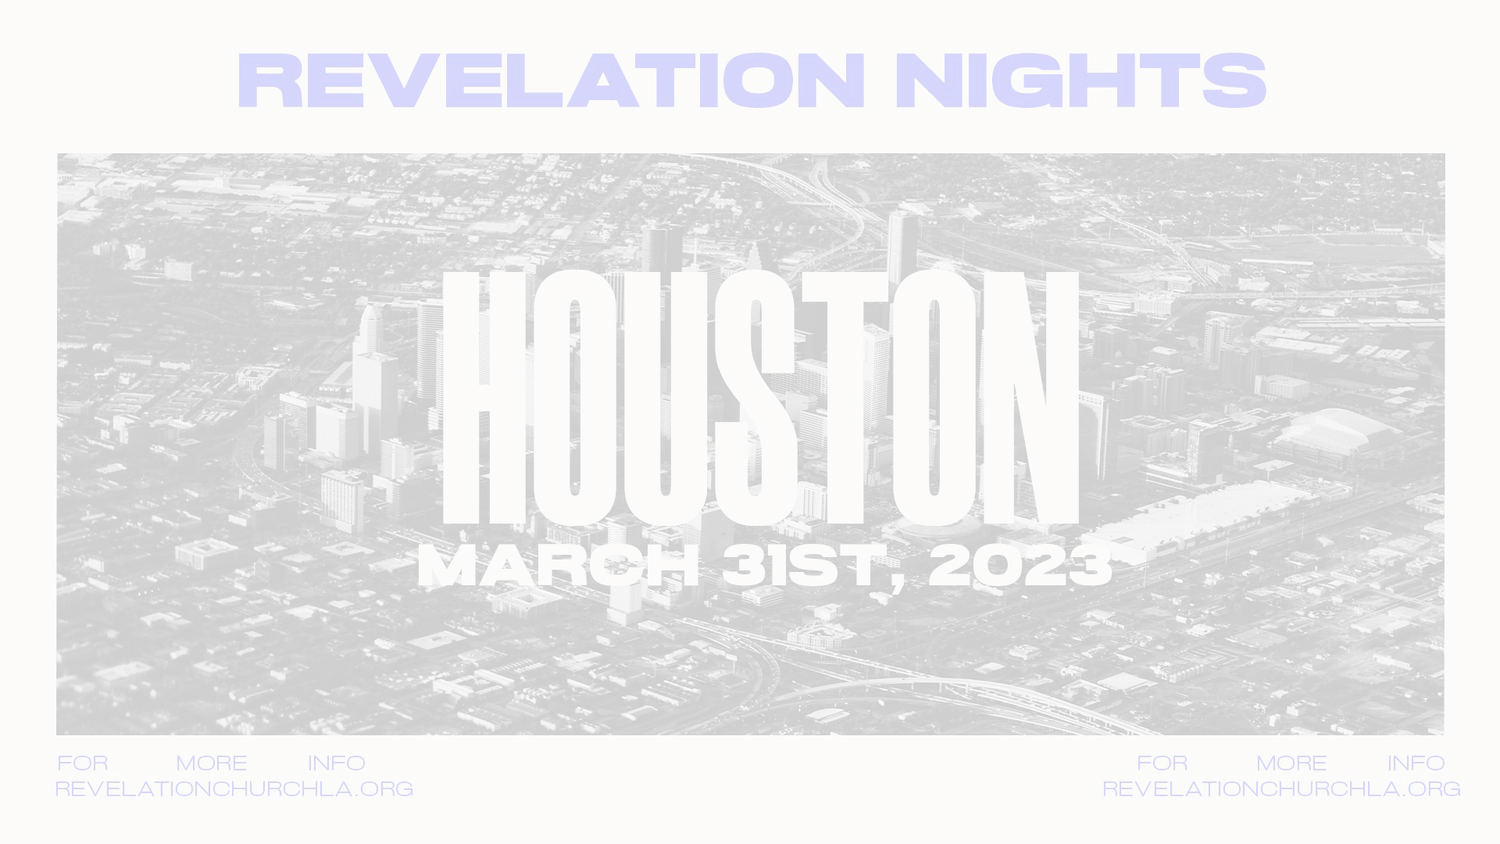 REVELATION NIGHTS
HOUSTON
MARCH 31ST, 2023
FOR MORE INFO
REVELATIONCHURCHLA.ORG
FOR MORE INFO
REVELATIONCHURCHLA.ORG